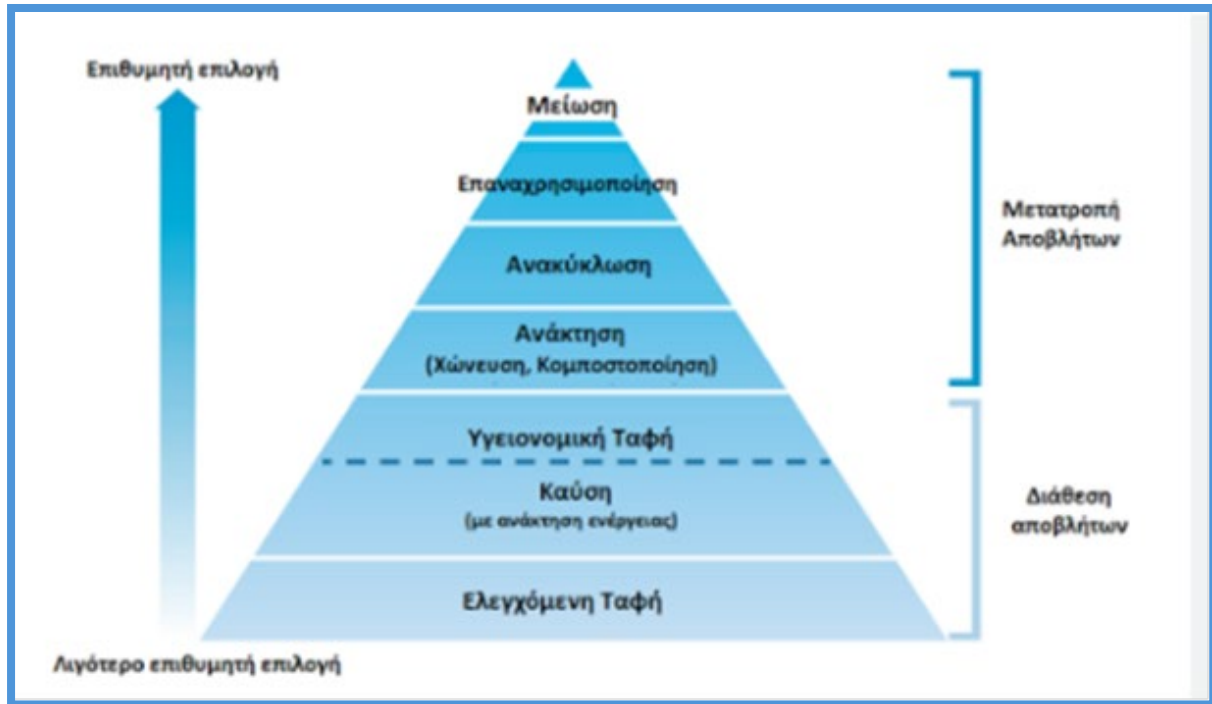 Επιθυμητή επιλογή
Μείωση
Επαναχρησιμοποίηση
Ανακύκλωση
Ανάκτηση
(Χώνευση, Κομποστοποίηση)
Υγειονομική Ταφή
Καύση
(με ανάκτηση ενέργειας)
Ελεγχόμενη Ταφή
Λιγότερο επιθυμητή επιλογή
Μετατροπή
Αποβλήτων
Διάθεση
αποβλήτων